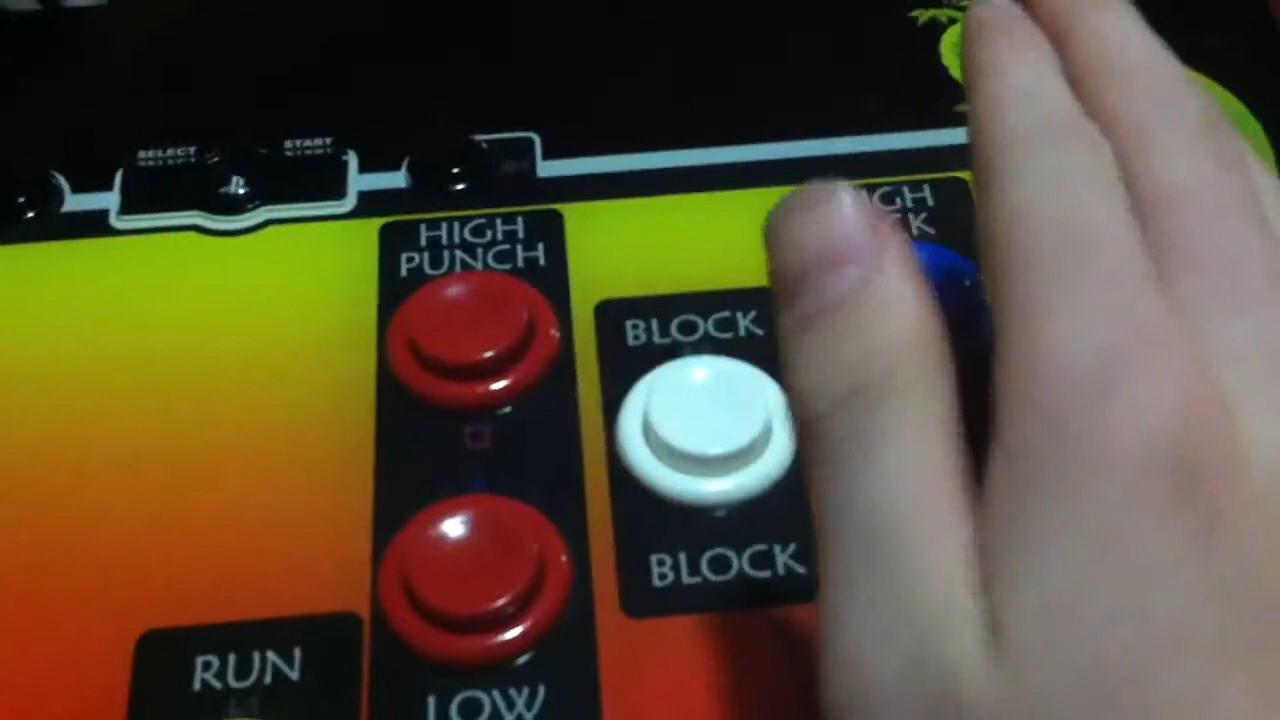 SELECT
START
HIGH
PUNCH
BLOCK
BLOCK
RUN
LOW